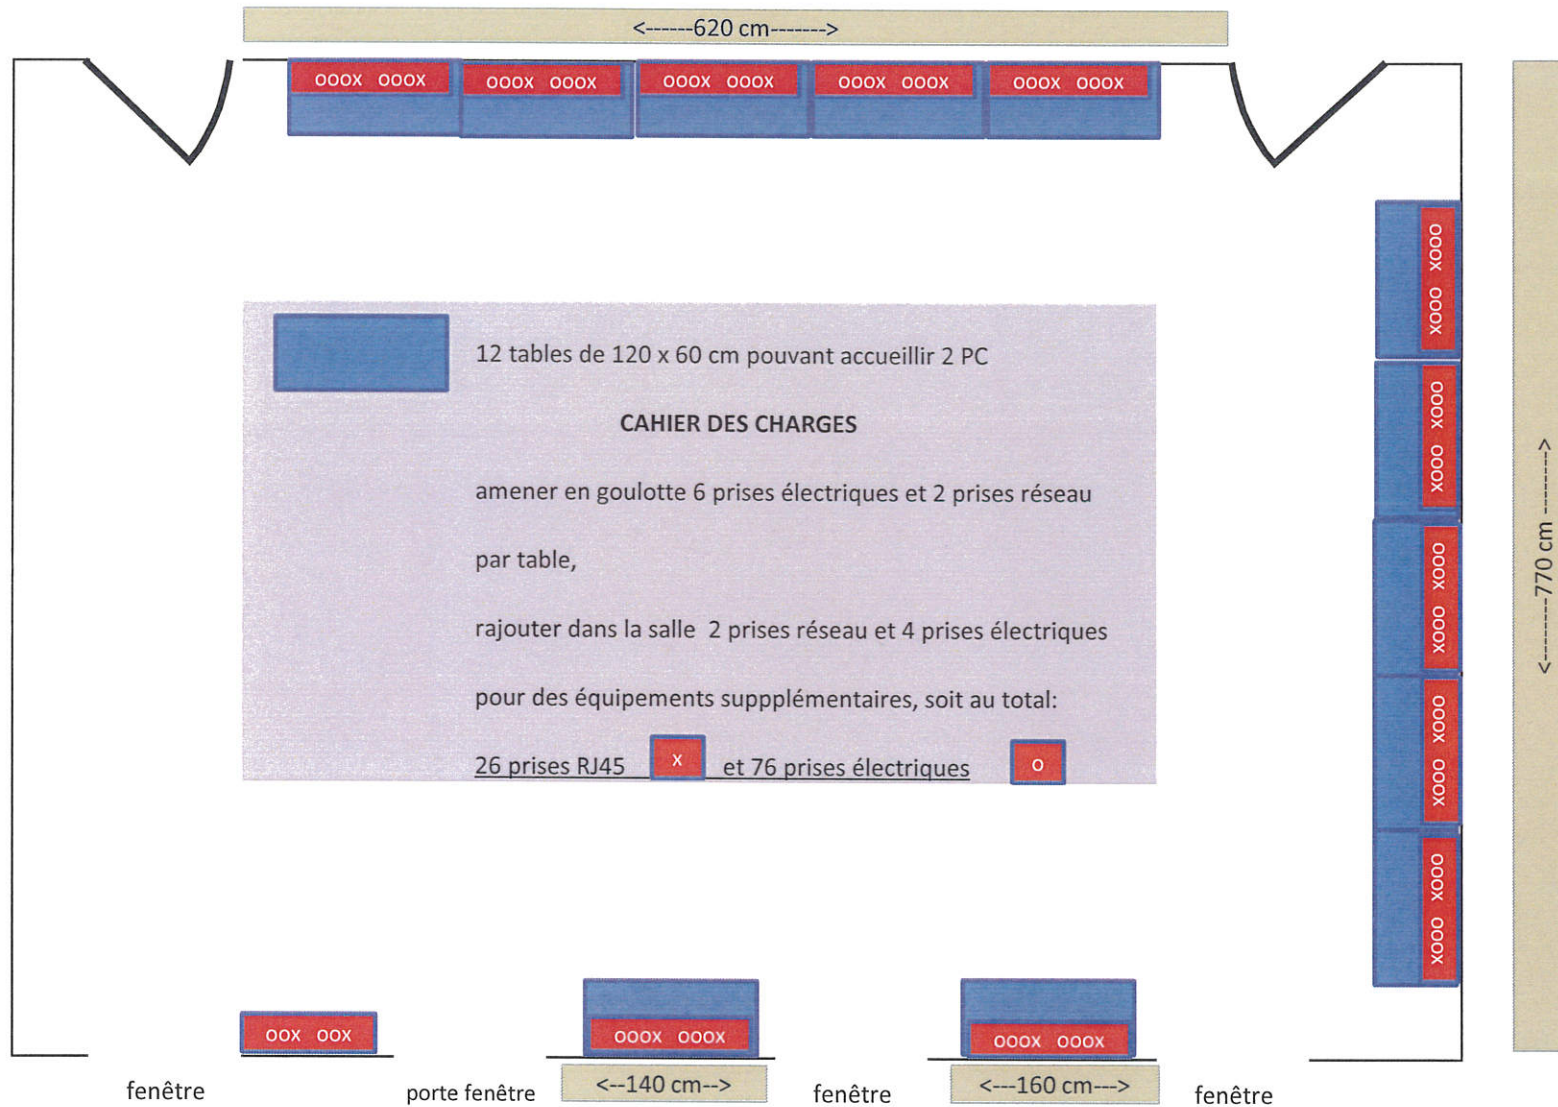 <------620 cm------->
OOOX OOOX
OOOX OOOX
OOOX OOOX
OOOX OOOX
OOOX OOOX
OOOX OOOX
OOOX OOOX
OOOX OOOX
OOOX OOOX
OOOX OOOX
<-------770 cm -------->
12 tables de 120 x 60 cm pouvant accueillir 2 PC
CAHIER DES CHARGES
amener en goulotte 6 prises électriques et 2 prises réseau
par table,
rajouter dans la salle 2 prises réseau et 4 prises électriques
pour des équipements suppplémentaires, soit au total:
26 prises RJ45 X et 76 prises électriques O
OOX OOX
OOOX OOOX
OOOX OOOX
fenêtre
porte fenêtre
<--140 cm-->
fenêtre
<---160 cm--->
fenêtre